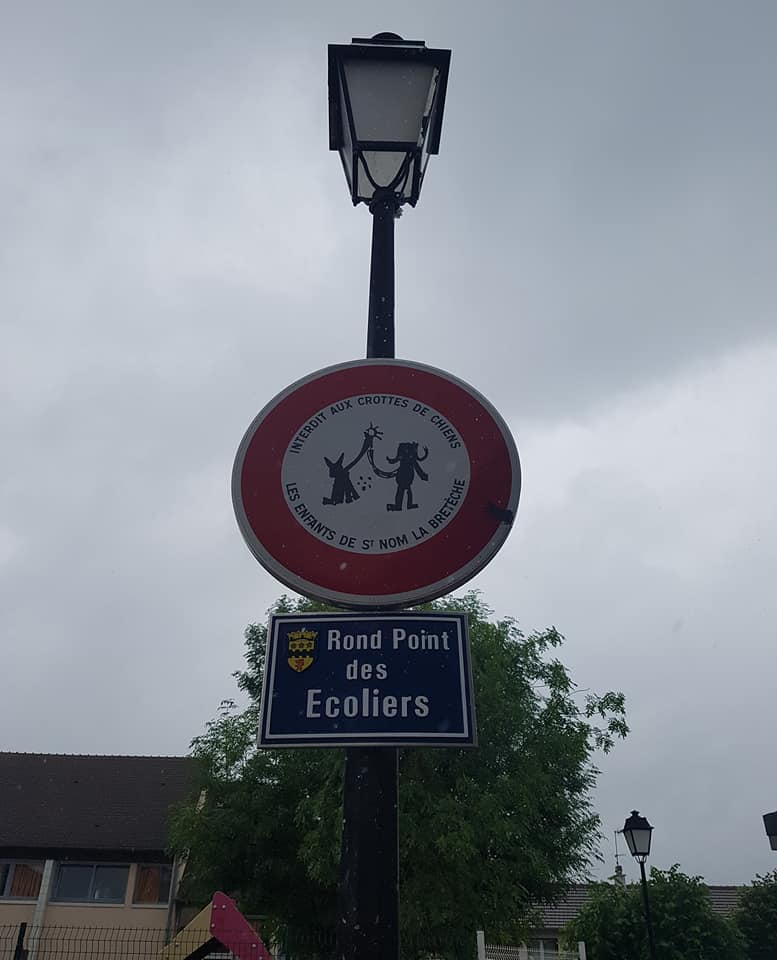 INTERDIT AUX CROTTES DE CHIENS
LES ENFANTS DE Sᵀ NOM LA BRETÈCHE
Rond Point
des
Ecoliers